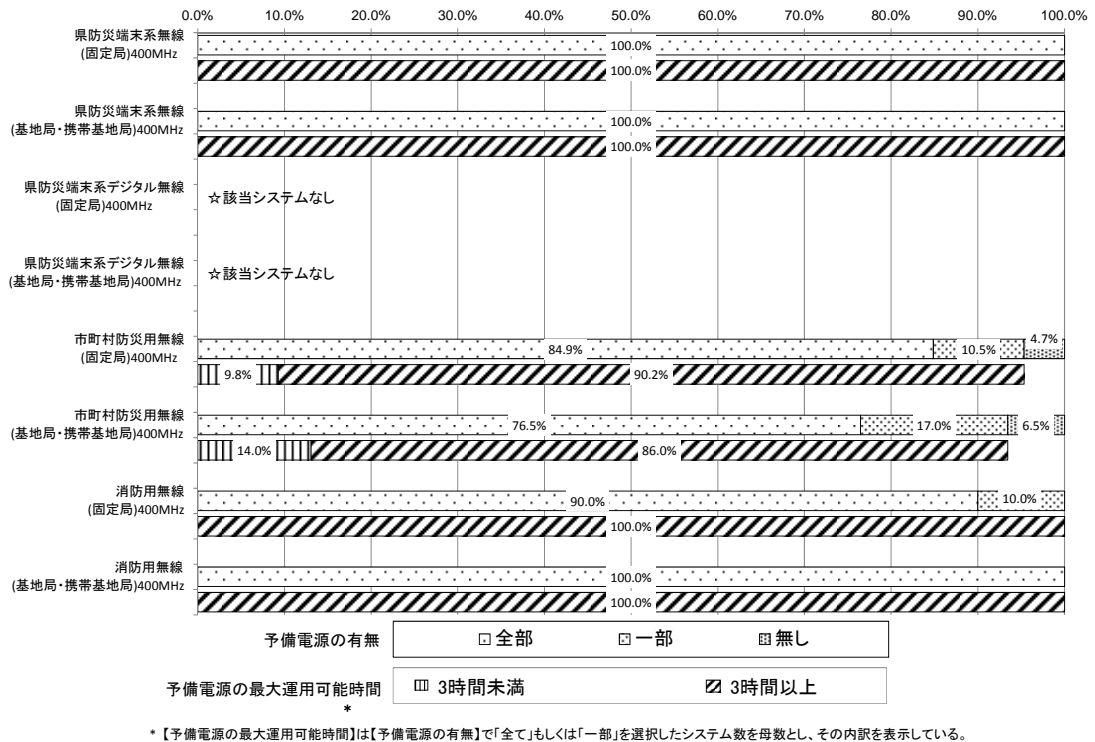 0.0% 10.0% 20.0% 30.0% 40.0% 50.0% 60.0% 70.0% 80.0% 90.0% 100.0%
県防災端末系無線
(固定局)400MHz
100.0%
100.0%
県防災端末系無線
(基地局・携帯基地局)400MHz
100.0%
100.0%
県防災端末系デジタル無線
(固定局)400MHz
☆該当システムなし
県防災端末系デジタル無線
(基地局・携帯基地局)400MHz
☆該当システムなし
市町村防災用無線
(固定局)400MHz
84.9% 10.5% 4.7%
9.8% 90.2%
市町村防災用無線
(基地局・携帯基地局)400MHz
76.5% 17.0% 6.5%
14.0% 86.0%
消防用無線
(固定局)400MHz
90.0% 10.0%
100.0%
消防用無線
(基地局・携帯基地局)400MHz
100.0%
100.0%
予備電源の有無 全部 一部 無し
予備電源の最大運用可能時間 3時間未満 3時間以上
*
* 【予備電源の最大運用可能時間】は【予備電源の有無】で「全て」もしくは「一部」を選択したシステム数を母数とし、その内訳を表示している。